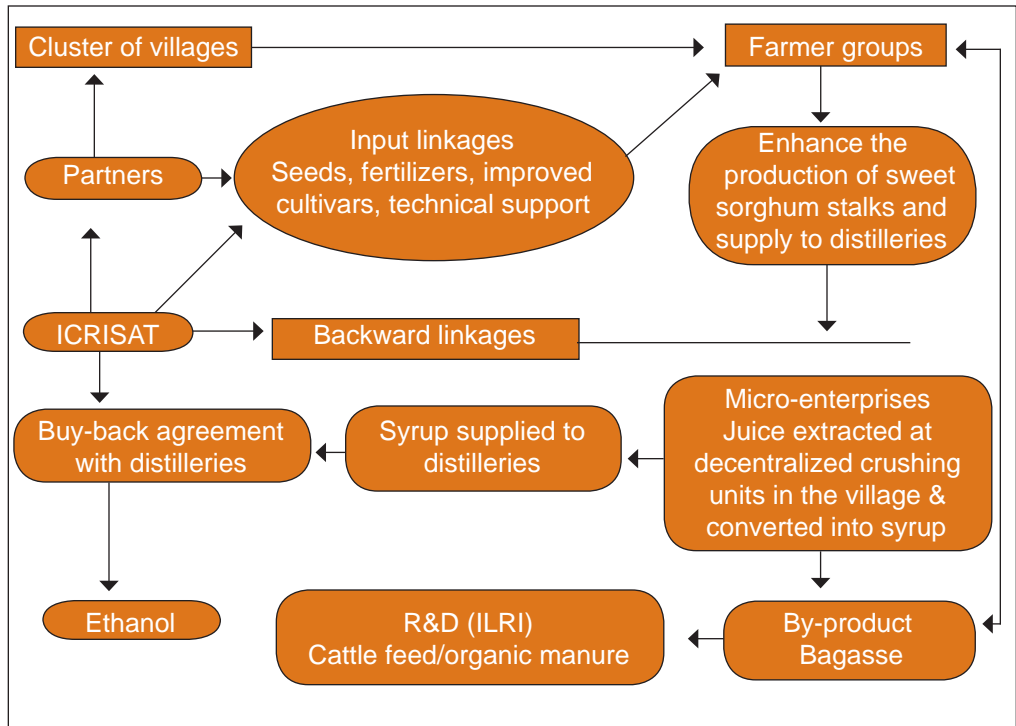 Cluster of villages
Farmer groups
Input linkages
Seeds, fertilizers, improved
cultivars, technical support
Partners
Enhance the
production of sweet
sorghum stalks and
supply to distilleries
ICRISAT
Backward linkages
Buy-back agreement
with distilleries
Syrup supplied to
distilleries
Micro-enterprises
Juice extracted at
decentralized crushing
units in the village &
converted into syrup
Ethanol
R&D (ILRI)
Cattle feed/organic manure
By-product
Bagasse